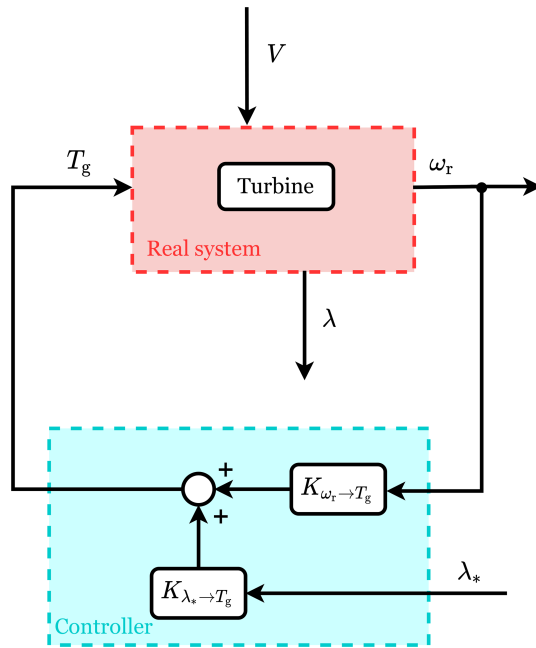 V
T_g
ω_r
Turbine
Real system
λ
+
K_{ω_r→T_g}
+
λ_*
K_{λ_*→T_g}
Controller